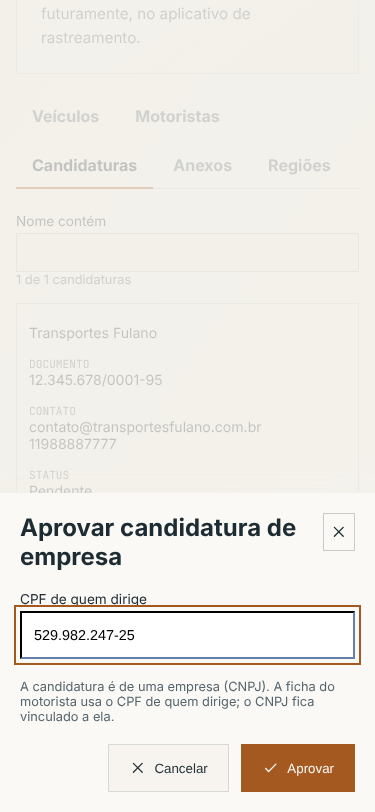 futuramente, no aplicativo de
rastreamento.
Veículos Motoristas
Candidaturas Anexos Regiões
Nome contém
1 de 1 candidaturas
Transportes Fulano
DOCUMENTO
12.345.678/0001-95
CONTATO
contato@transportesfulano.com.br
11988887777
STATUS
Pendente
Aprovar candidatura de
empresa
CPF de quem dirige
529.982.247-25
A candidatura é de uma empresa (CNPJ). A ficha do
motorista usa o CPF de quem dirige; o CNPJ fica
vinculado a ela.
Cancelar Aprovar